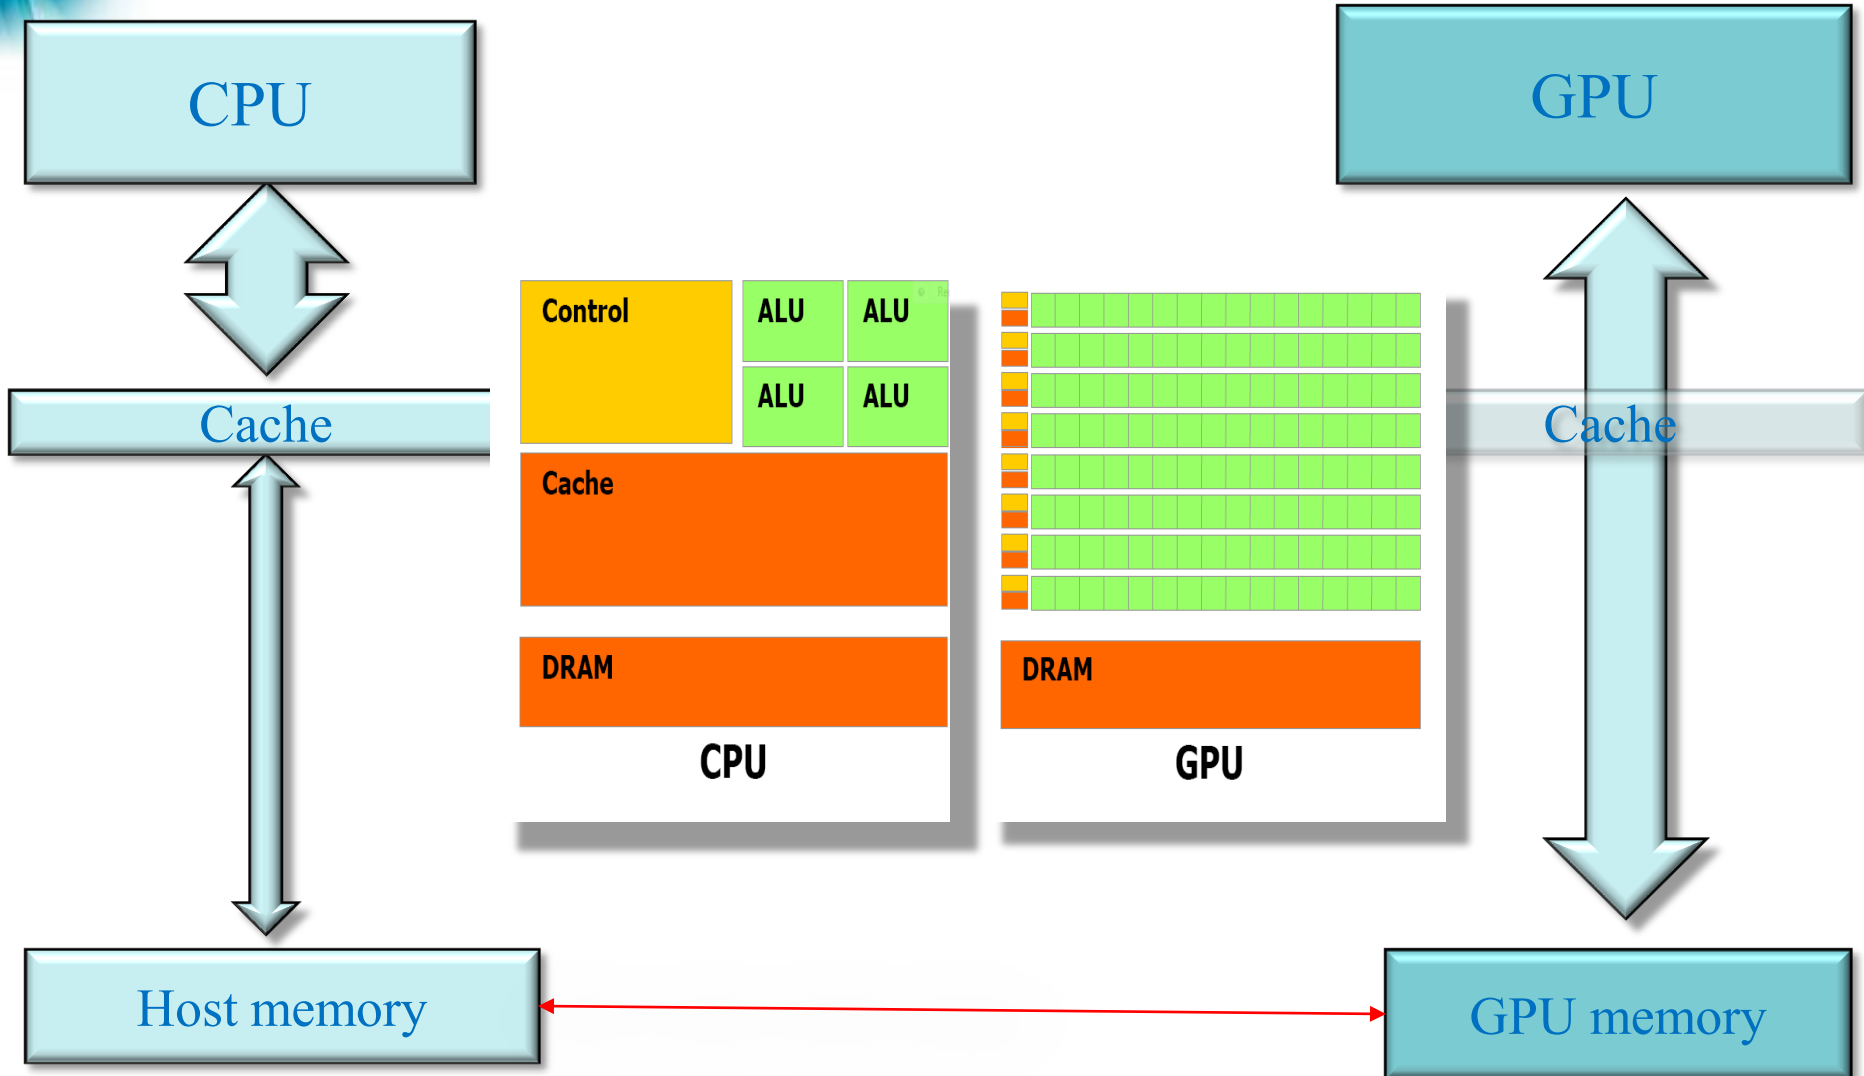 CPU
GPU
Control
ALU
ALU
ALU
ALU
Cache
Cache
Cache
DRAM
DRAM
CPU
GPU
Host memory
GPU memory